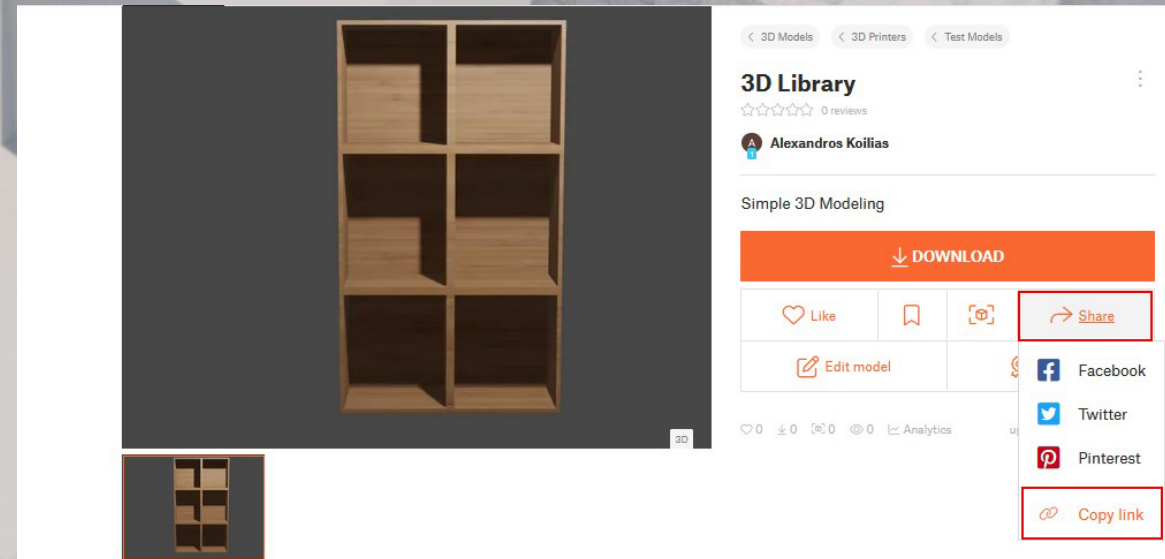 3D Models
3D Printers
Test Models
3D Library
0 reviews
A
Alexandros Koilias
1
Simple 3D Modeling
DOWNLOAD
Like
Share
Edit model
Facebook
Twitter
Pinterest
Copy link
0 0 0 0 Analytics
3D